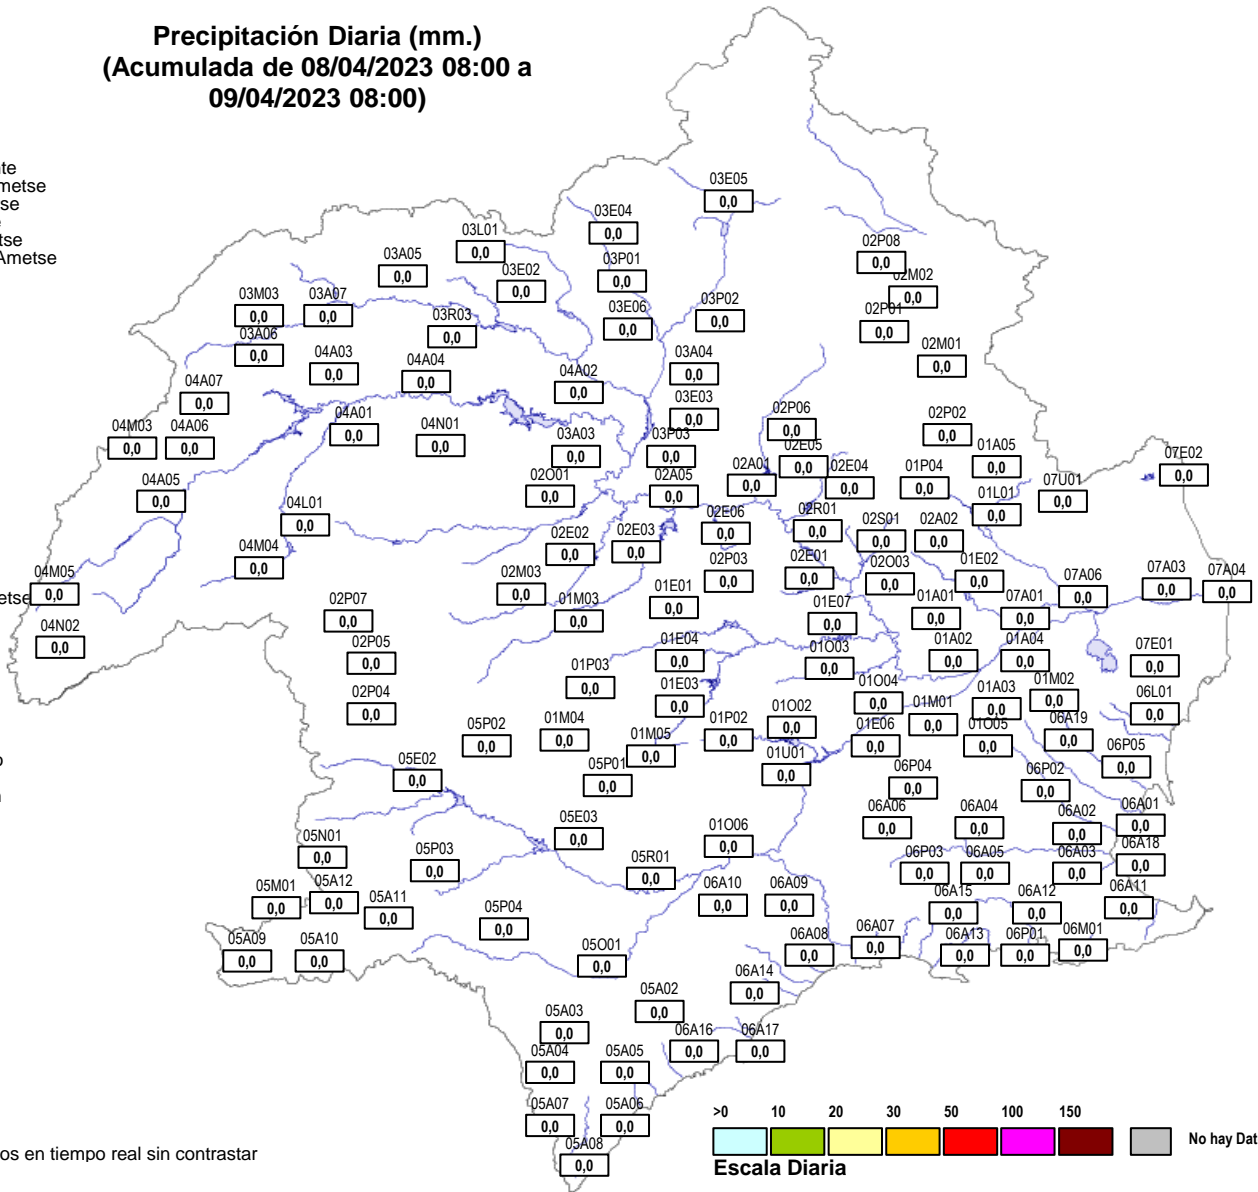 Precipitación Diaria (mm.)
(Acumulada de 08/04/2023 08:00 a
09/04/2023 08:00)
03E05
0,0
03E04
0,0
03L01
0,0
02P08
0,0
03A05
0,0
03P01
0,0
03E02
0,0
02M02
0,0
03M03
0,0
03A07
0,0
03P02
0,0
03E06
0,0
02P01
0,0
03R03
0,0
03A06
0,0
02M01
0,0
04A03
0,0
03A04
0,0
04A04
0,0
04A02
0,0
04A07
0,0
03E03
0,0
02P06
0,0
04A01
0,0
02P02
0,0
04M03
0,0
04A06
0,0
04N01
0,0
03A03
0,0
03P03
0,0
02E05
0,0
01A05
0,0
07E02
0,0
02O01
0,0
02A05
0,0
02A01
0,0
02E04
0,0
01P04
0,0
07U01
0,0
04A05
0,0
01L01
0,0
04L01
0,0
02E06
0,0
02R01
0,0
02S01
0,0
02A02
0,0
02E02
0,0
02E03
0,0
04M04
0,0
02P03
0,0
02E01
0,0
02O03
0,0
01E02
0,0
04M05
0,0
02M03
0,0
07A06
0,0
07A03
0,0
07A04
0,0
01M03
0,0
01E01
0,0
02P07
0,0
01E07
0,0
01A01
0,0
07A01
0,0
04N02
0,0
02P05
0,0
01E04
0,0
01O03
0,0
01A02
0,0
01A04
0,0
07E01
0,0
01P03
0,0
01E03
0,0
01O04
0,0
01A03
0,0
01M02
0,0
06L01
0,0
02P04
0,0
05P02
0,0
01M04
0,0
01P02
0,0
01O02
0,0
01M01
0,0
01E06
0,0
01O05
0,0
06A19
0,0
01M05
0,0
05E02
0,0
05P01
0,0
01U01
0,0
06P04
0,0
06P02
0,0
06P05
0,0
05E03
0,0
01O06
0,0
06A06
0,0
06A04
0,0
06A02
0,0
06A01
0,0
05N01
0,0
05P03
0,0
05R01
0,0
06P03
0,0
06A05
0,0
06A03
0,0
06A18
0,0
05M01
0,0
05A12
0,0
05A11
0,0
06A10
0,0
06A09
0,0
06A15
0,0
06A12
0,0
06A11
0,0
05P04
0,0
05A09
0,0
05A10
0,0
05O01
0,0
06A08
0,0
06A07
0,0
06A13
0,0
06P01
0,0
06M01
0,0
06A14
0,0
05A02
0,0
05A03
0,0
06A16
0,0
06A17
0,0
05A04
0,0
05A05
0,0
05A07
0,0
05A06
0,0
05A08
0,0
>0 10 20 30 50 100 150
No hay Dat
Escala Diaria
os en tiempo real sin contrastar